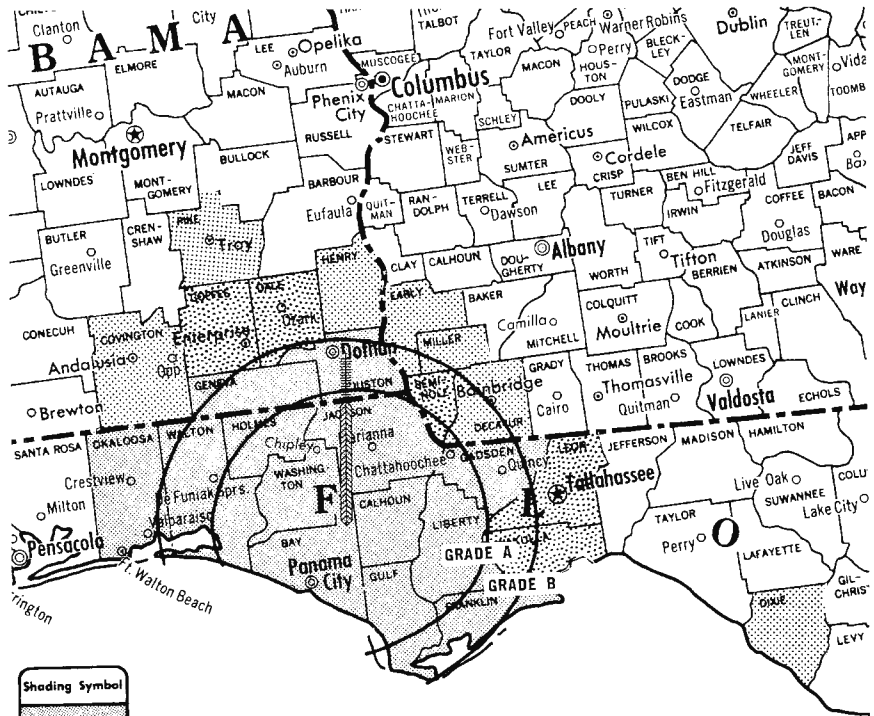 Clanton
City
TALBOT
Fort Valley
PEACH
Warner Robins
Dublin
TREUT-
LEN
B A M A
LEE
Opelika
Auburn
MUSCOGEE
TAYLOR
Perry
BLECK-
LEY
MONT-
GOMERY
Vida
ELMORE
Columbus
MACON
HOUS-
TON
DODGE
Eastman
WHEELER
TOOMB
AUTAUGA
Prattville
MACON
Phenix
City
CHATTA-
HOOCHEE
MARION
SCHLEY
DOOLY
PULASKI
Montgomery
RUSSELL
STEWART
WEB-
STER
Americus
SUMTER
WILCOX
TELFAIR
BULLOCK
Cordele
CRISP
JEFF
DAVIS
APP
Bax
LOWNDES
MONT-
GOMERY
BARBOUR
Eufaula
QUIT-
MAN
RAN-
DOLPH
TERRELL
Dawson
LEE
TURNER
BEN HILL
Fitzgerald
IRWIN
COFFEE
Douglas
BACON
PIKE
Troy
BUTLER
Greenville
CREN-
SHAW
HENRY
CLAY
CALHOUN
DOU-
GHERTY
Albany
WORTH
TIFT
Tifton
BERRIEN
ATKINSON
WARE
Way
COFFEE
DALE
Ozark
EARLY
BAKER
COLQUITT
Moultrie
COOK
LANIER
CLINCH
CONECUH
COVINGTON
Andalusia
Opp
Enterprise
Dothan
MILLER
Camilla
MITCHELL
GENEVA
HOUSTON
SEMI-
NOLE
Bainbridge
GRADY
Cairo
THOMAS
Thomasville
BROOKS
Quitman
LOWNDES
Valdosta
ECHOLS
Brewton
DECATUR
SANTA ROSA
OKALOOSA
WALTON
HOLMES
JACKSON
Marianna
GADSDEN
Quincy
LEON
JEFFERSON
MADISON
HAMILTON
Chipley
Chattahoochee
Tallahassee
Crestview
Milton
De Funiak Sprs.
WASHING-
TON
F
CALHOUN
L
Live Oak
SUWANNEE
COLU
Lake City
Valparaiso
LIBERTY
WAKULLA
TAYLOR
Perry
O
Pensacola
Ft. Walton Beach
BAY
Panama
City
GRADE A
LAFAYETTE
GULF
GRADE B
GIL-
CHRIS
FRANKLIN
DIXIE
rrington
LEVY
Shading Symbol